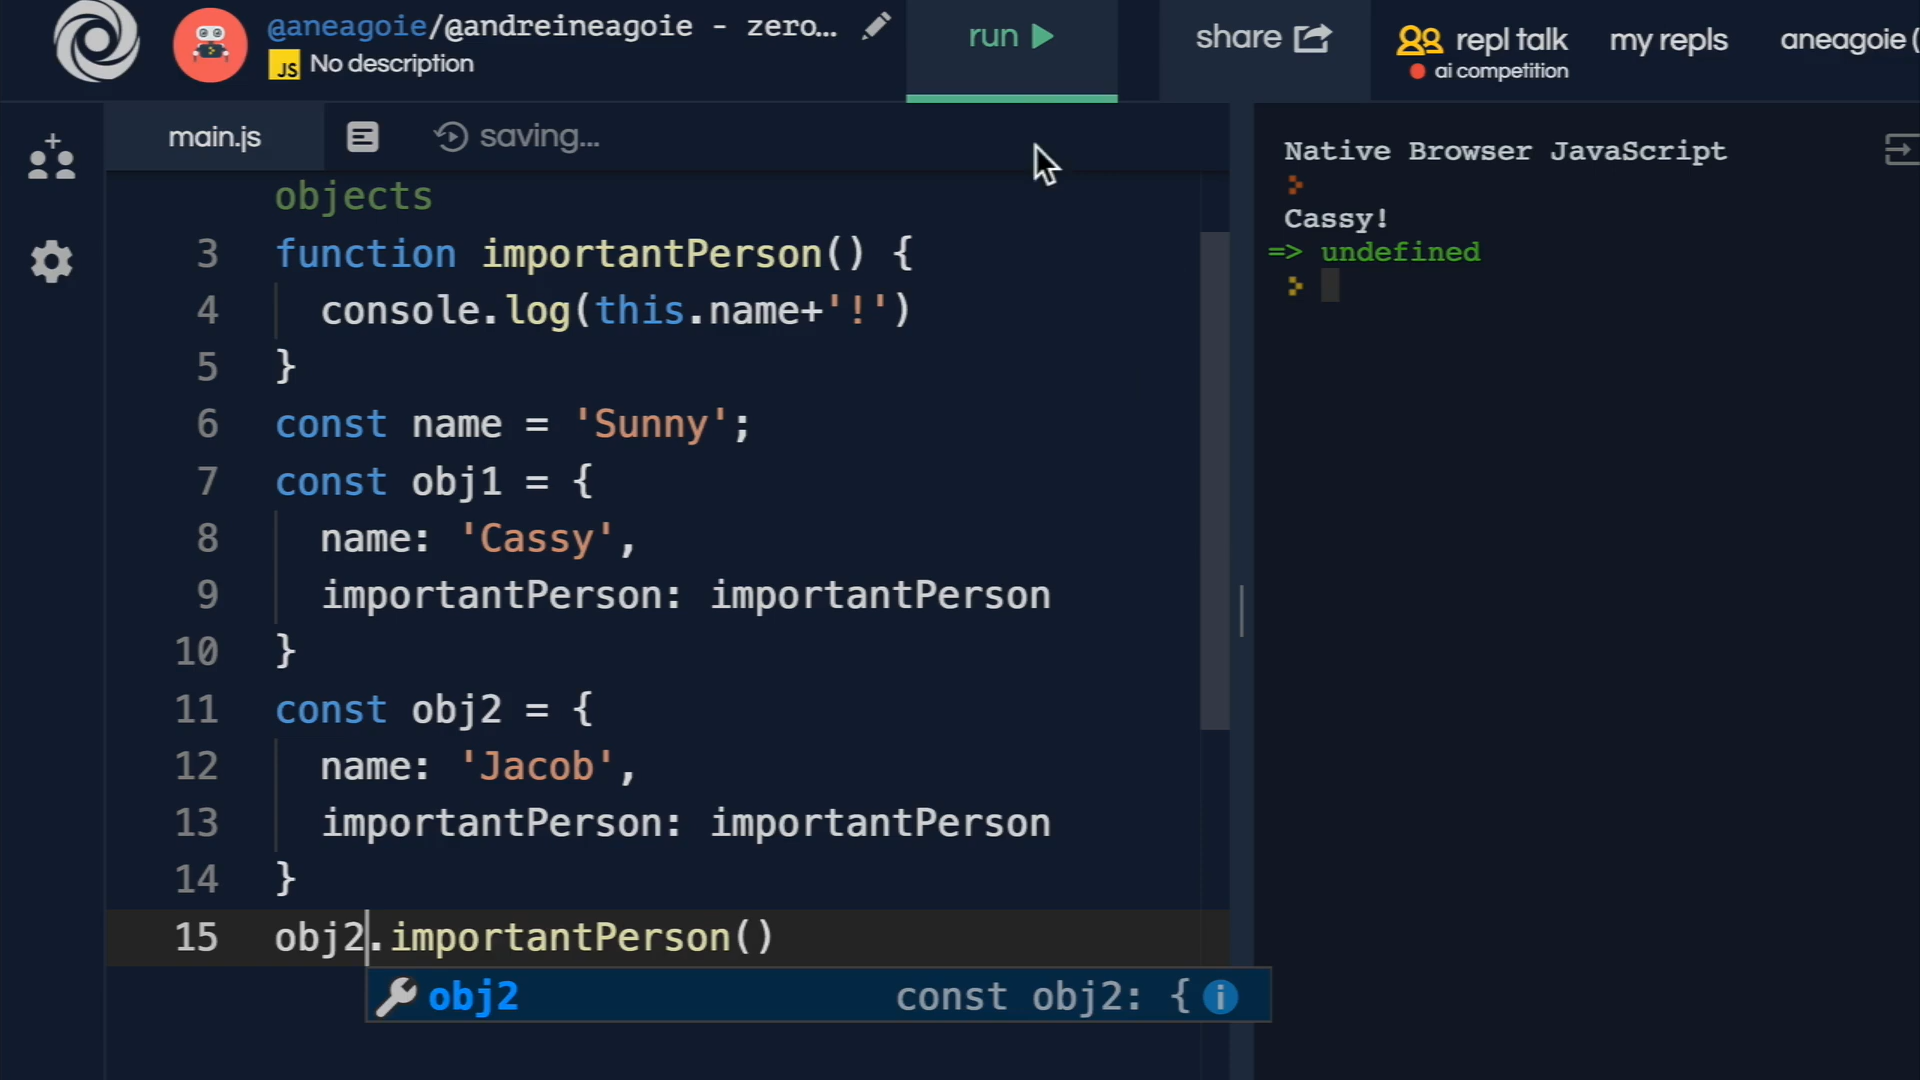 @aneagoie/@andreineagoie - zero...
JS No description
run
share
repl talk
ai competition
my repls
aneagoie (
main.js
saving...
objects
3 function importantPerson() {
4 console.log(this.name+'!')
5 }
6 const name = 'Sunny';
7 const obj1 = {
8 name: 'Cassy',
9 importantPerson: importantPerson
10 }
11 const obj2 = {
12 name: 'Jacob',
13 importantPerson: importantPerson
14 }
15 obj2.importantPerson()
obj2 const obj2: {
Native Browser JavaScript
Cassy!
=> undefined